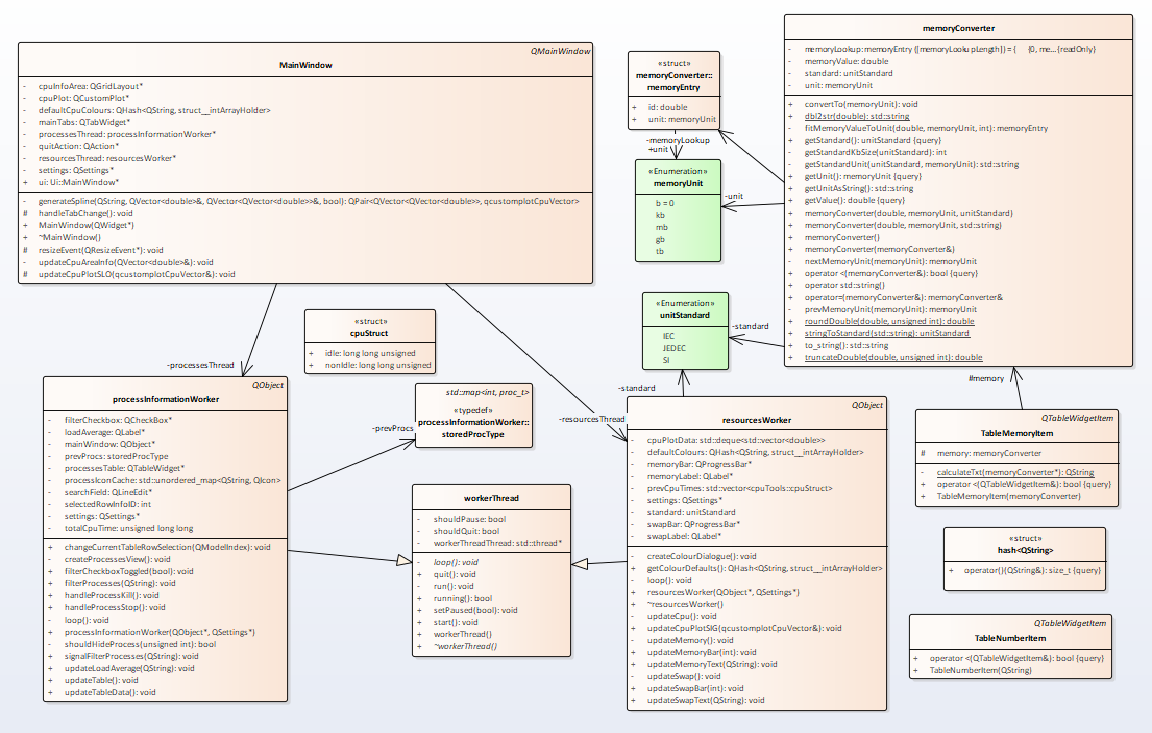 QMainWindow
MainWindow
- cpuInfoArea: QGridLayout*
- cpuPlot: QCustomPlot*
- defaultCpuColours: QHash<QString, struct__intArrayHolder>
- mainTabs: QTabWidget*
- processesThread: processInformationWorker*
- quitAction: QAction*
- resourcesThread: resourcesWorker*
- settings: QSettings*
+ ui: Ui::MainWindow*
- generateSpline(QString, QVector<double>&, QVector<QVector<double>>&, bool): QPair<QVector<QVector<double>>, qcustomplotCpuVector>
# handleTabChange(): void
+ MainWindow(QWidget*)
+ ~MainWindow()
# resizeEvent(QResizeEvent*): void
- updateCpuAreaInfo(QVector<double>&): void
# updateCpuPlotSLO(qcustomplotCpuVector&): void
«struct»
memoryConverter::
memoryEntry
+ id: double
+ unit: memoryUnit
-memoryLookup
+unit
«Enumeration»
memoryUnit
b = 0
kb
mb
gb
tb
-unit
memoryConverter
- memoryLookup: memoryEntry ([memoryLookupLength]) = { {0, me... {readOnly}
- memoryValue: double
- standard: unitStandard
- unit: memoryUnit
+ convertTo(memoryUnit): void
+ dbl2str(double): std::string
- fitMemoryValueToUnit(double, memoryUnit, int): memoryEntry
+ getStandard(): unitStandard {query}
- getStandardKbSize(unitStandard): int
- getStandardUnit(unitStandard, memoryUnit): std::string
+ getUnit(): memoryUnit {query}
+ getUnitAsString(): std::string
+ getValue(): double {query}
+ memoryConverter(double, memoryUnit, unitStandard)
+ memoryConverter(double, memoryUnit, std::string)
+ memoryConverter()
+ memoryConverter(memoryConverter&)
- nextMemoryUnit(memoryUnit): memoryUnit
+ operator <(memoryConverter&): bool {query}
+ operator std::string()
+ operator=(memoryConverter&): memoryConverter&
- prevMemoryUnit(memoryUnit): memoryUnit
+ roundDouble(double, unsigned int): double
+ stringToStandard(std::string): unitStandard
+ to_string(): std::string
+ truncateDouble(double, unsigned int): double
«Enumeration»
unitStandard
IEC
JEDEC
SI
-standard
«struct»
cpuStruct
+ idle: long long unsigned
+ nonIdle: long long unsigned
-processesThread
QObject
processInformationWorker
- filterCheckbox: QCheckBox*
- loadAverage: QLabel*
- mainWindow: QObject*
- prevProcs: storedProcType
- processesTable: QTableWidget*
- processIconCache: std::unordered_map<QString, QIcon>
- searchField: QLineEdit*
- selectedRowInfoID: int
- settings: QSettings*
- totalCpuTime: unsigned long long
+ changeCurrentTableRowSelection(QModelIndex): void
- createProcessesView(): void
+ filterCheckboxToggled(bool): void
+ filterProcesses(QString): void
+ handleProcessKill(): void
+ handleProcessStop(): void
- loop(): void
+ processInformationWorker(QObject*, QSettings*)
- shouldHideProcess(unsigned int): bool
+ signalFilterProcesses(QString): void
+ updateLoadAverage(QString): void
+ updateTable(): void
+ updateTableData(): void
-prevProcs
std::map<int, proc_t>
«typedef»
processInformationWorker::
storedProcType
-resourcesThread
workerThread
- shouldPause: bool
- shouldQuit: bool
- workerThreadThread: std::thread*
- loop(): void
+ quit(): void
- run(): void
+ running(): bool
+ setPaused(bool): void
+ start(): void
+ workerThread()
+ ~workerThread()
-standard
QObject
resourcesWorker
- cpuPlotData: std::deque<std::vector<double>>
- defaultColours: QHash<QString, struct__intArrayHolder>
- memoryBar: QProgressBar*
- memoryLabel: QLabel*
- prevCpuTimes: std::vector<cpuTools::cpuStruct>
- settings: QSettings*
- standard: unitStandard
- swapBar: QProgressBar*
- swapLabel: QLabel*
- createColourDialogue(): void
+ getColourDefaults(): QHash<QString, struct__intArrayHolder>
- loop(): void
+ resourcesWorker(QObject*, QSettings*)
+ ~resourcesWorker()
- updateCpu(): void
+ updateCpuPlotSIG(qcustomplotCpuVector&): void
- updateMemory(): void
+ updateMemoryBar(int): void
+ updateMemoryText(QString): void
- updateSwap(): void
+ updateSwapBar(int): void
+ updateSwapText(QString): void
#memory
QTableWidgetItem
TableMemoryItem
# memory: memoryConverter
- calculateTxt(memoryConverter*): QString
+ operator <(QTableWidgetItem&): bool {query}
+ TableMemoryItem(memoryConverter)
«struct»
hash<QString>
+ operator()(QString&): size_t {query}
QTableWidgetItem
TableNumberItem
+ operator <(QTableWidgetItem&): bool {query}
+ TableNumberItem(QString)